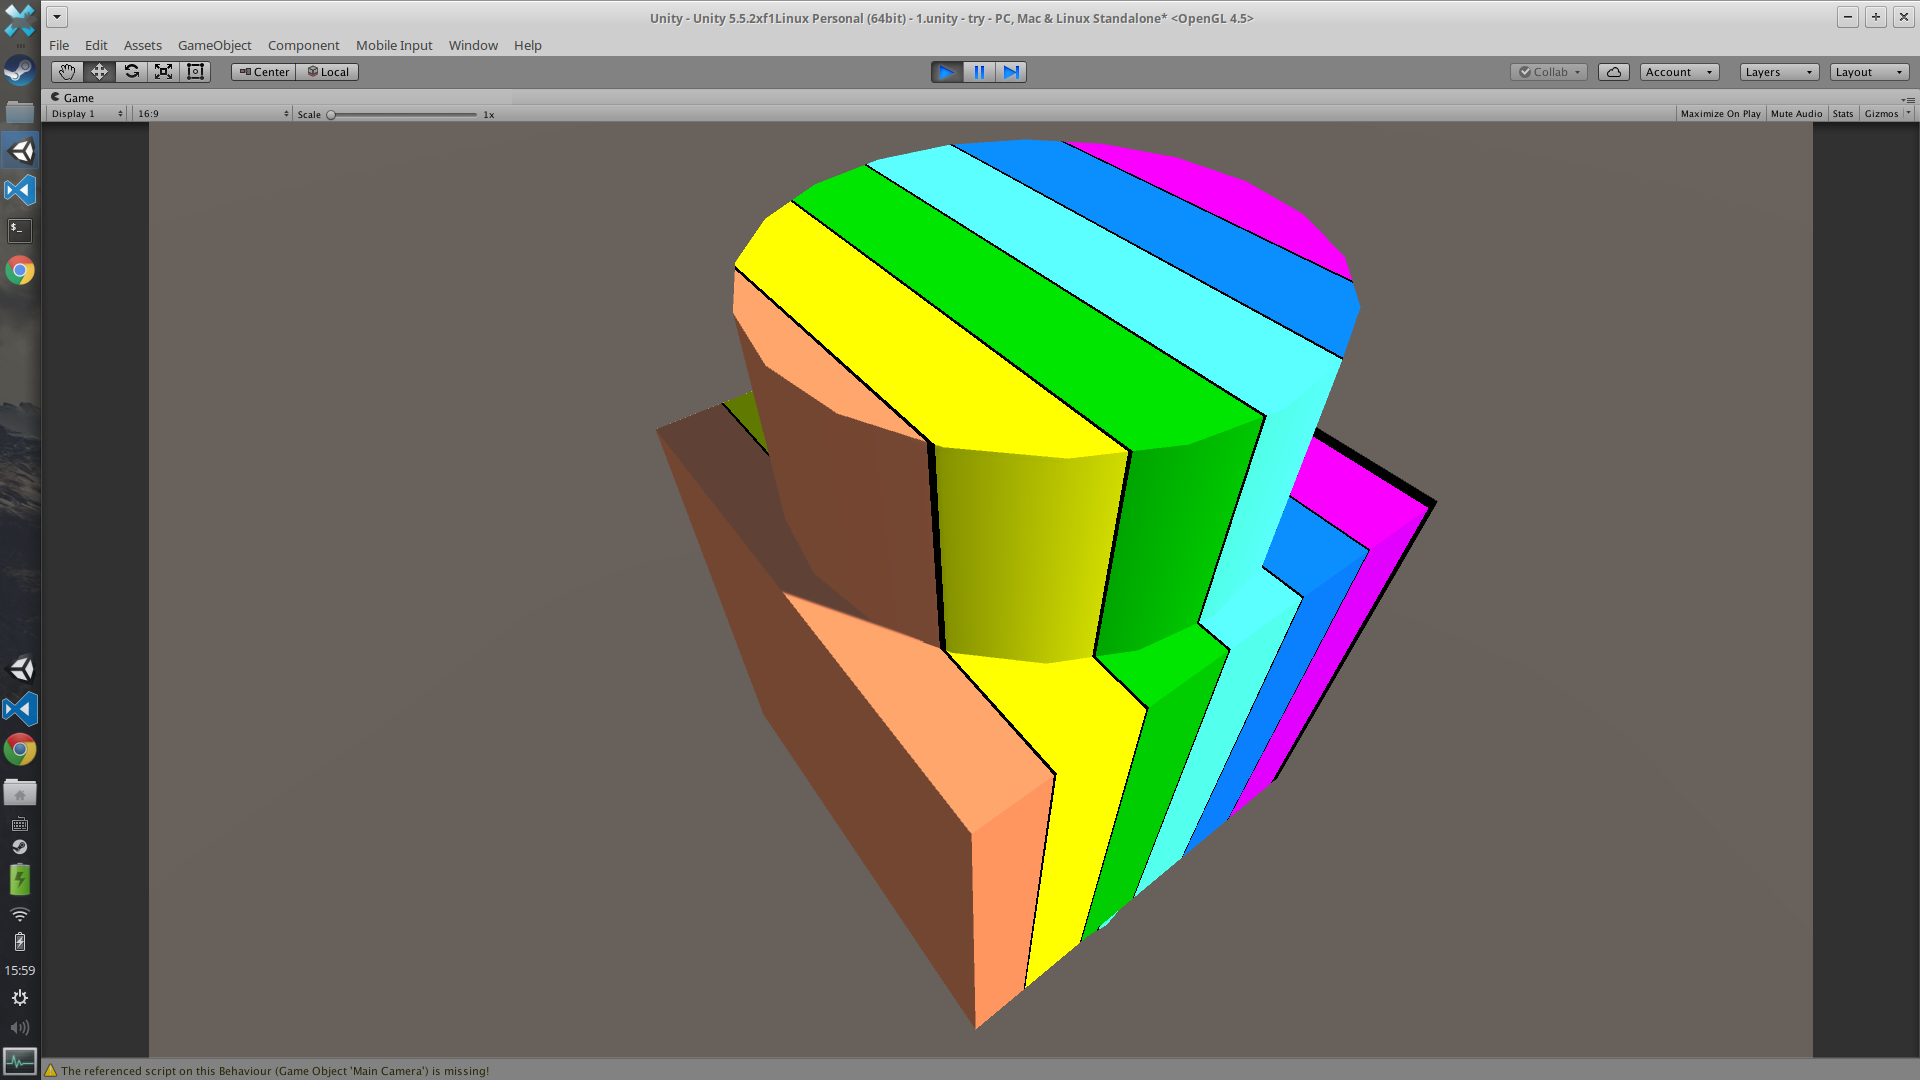 Unity - Unity 5.5.2xf1Linux Personal (64bit) - 1.unity - try - PC, Mac & Linux Standalone* <OpenGL 4.5>
File Edit Assets GameObject Component Mobile Input Window Help
Center Local Collab Account Layers Layout
Game
Display 1 16:9 Scale 1x Maximize On Play Mute Audio Stats Gizmos
$_
15:59
The referenced script on this Behaviour (Game Object 'Main Camera') is missing!